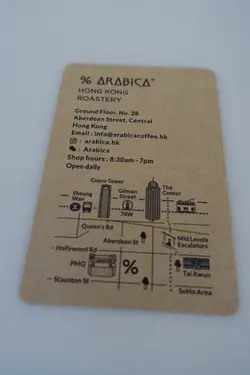 % ARABICA
HONG KONG
ROASTERY
Ground Floor, No. 28
Aberdeen Street, Central
Hong Kong
Email : info@arabicacoffee.hk
: arabica.hk
: Arabica
Shop hours : 8:30am - 7pm
Open daily
Cosco Tower
Gilman
Street
The
Center
Sheung
Wan
74W
Queen's Rd
Aberdeen St
Mid Levels
Escalators
Hollywood Rd
PMQ
%
Tai Kwun
Staunton St
SoHo Area